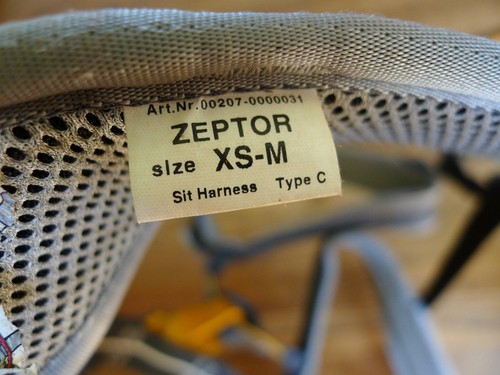 Art.Nr.00207-0000031
ZEPTOR
size XS-M
Sit Harness Type C